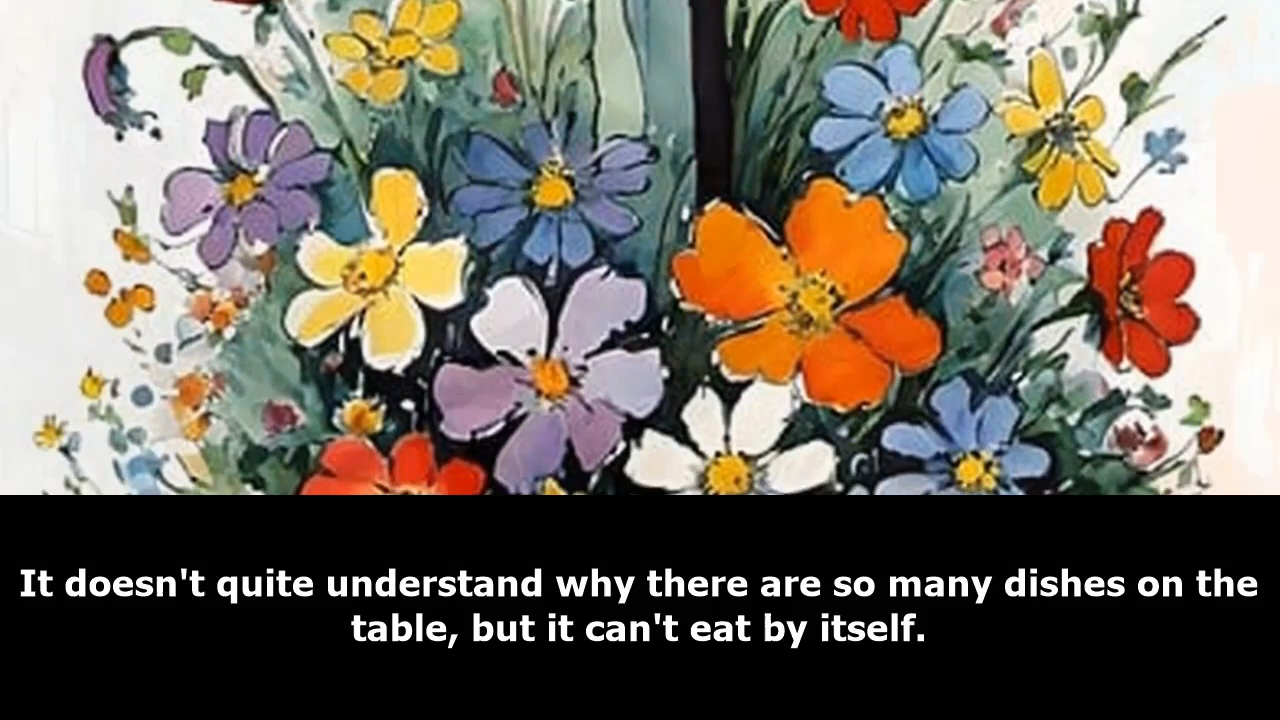 It doesn't quite understand why there are so many dishes on the
table, but it can't eat by itself.